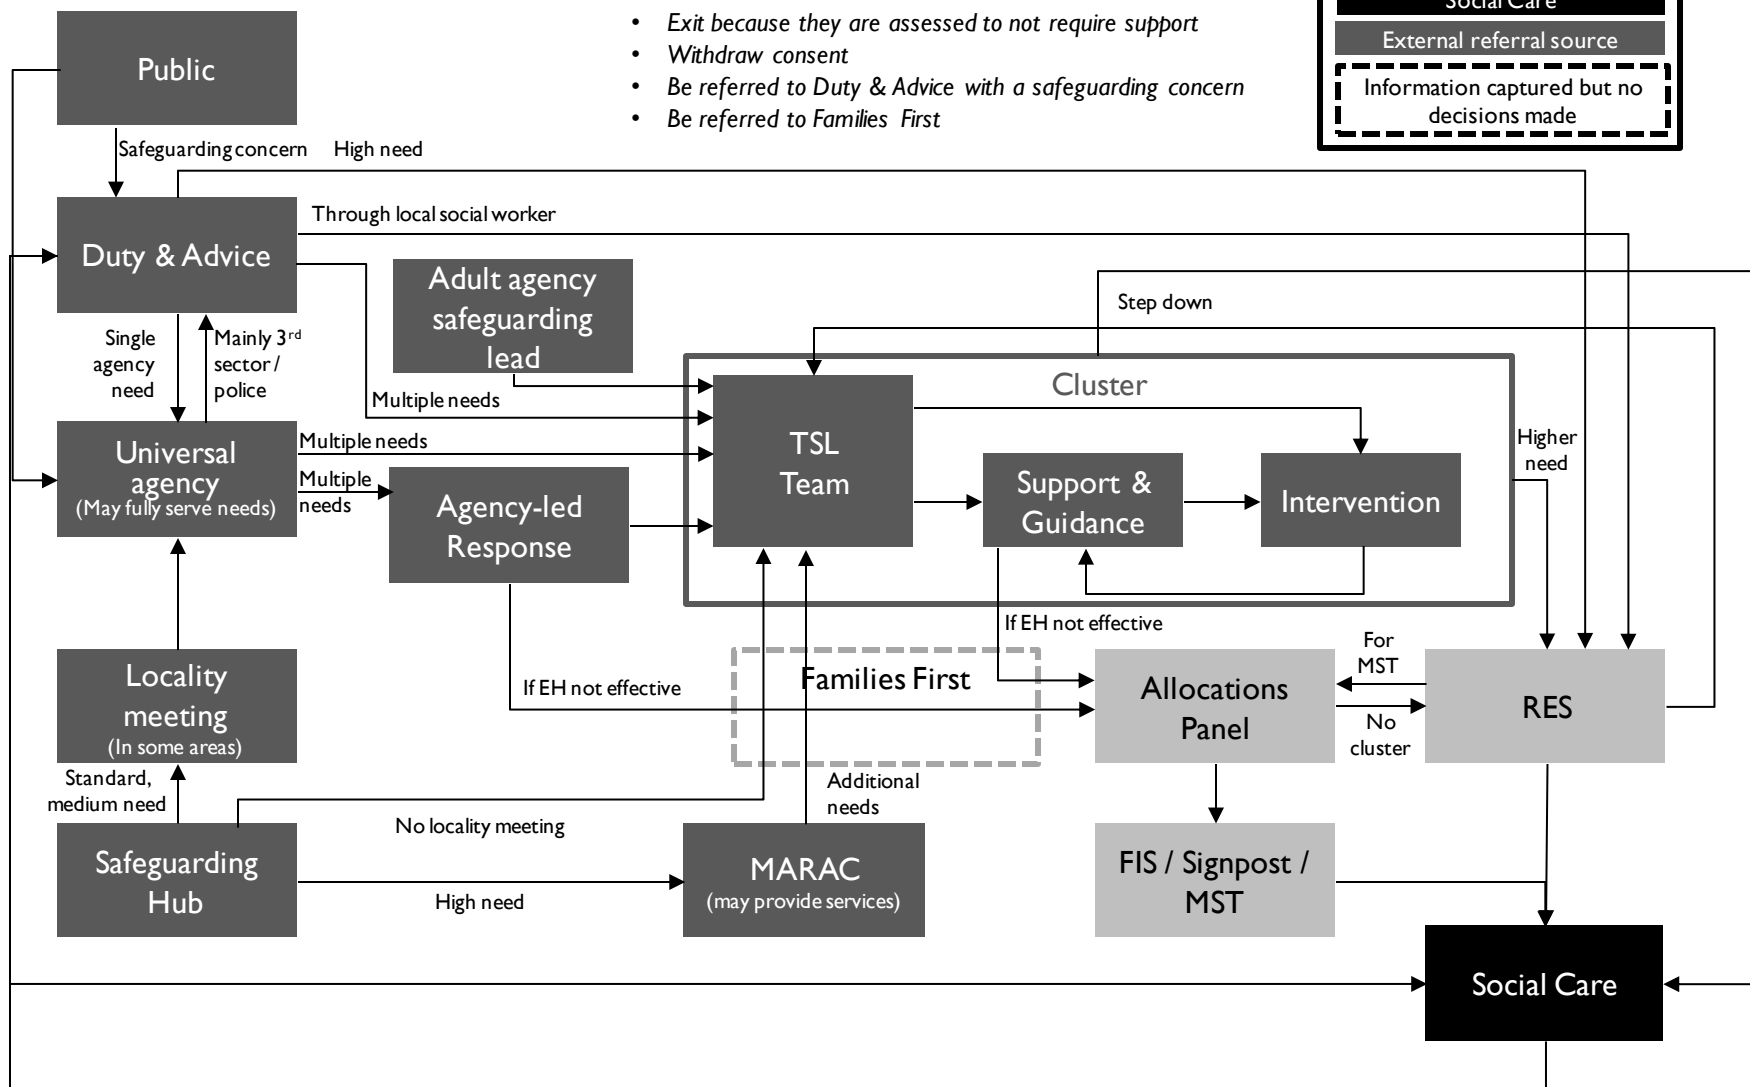 • Exit because they are assessed to not require support
• Withdraw consent
• Be referred to Duty & Advice with a safeguarding concern
• Be referred to Families First
Social Care
External referral source
Information captured but no
decisions made
Public
Safeguarding concern
High need
Duty & Advice
Through local social worker
Adult agency
safeguarding
lead
Step down
Single
agency
need
Mainly 3rd
sector /
police
Multiple needs
Cluster
Universal
agency
(May fully serve needs)
Multiple needs
Multiple
needs
Agency-led
Response
TSL
Team
Support &
Guidance
Intervention
Higher
need
If EH not effective
For
MST
Locality
meeting
(In some areas)
If EH not effective
Families First
Allocations
Panel
RES
No
cluster
Standard,
medium need
Additional
needs
No locality meeting
Safeguarding
Hub
High need
MARAC
(may provide services)
FIS / Signpost /
MST
Social Care